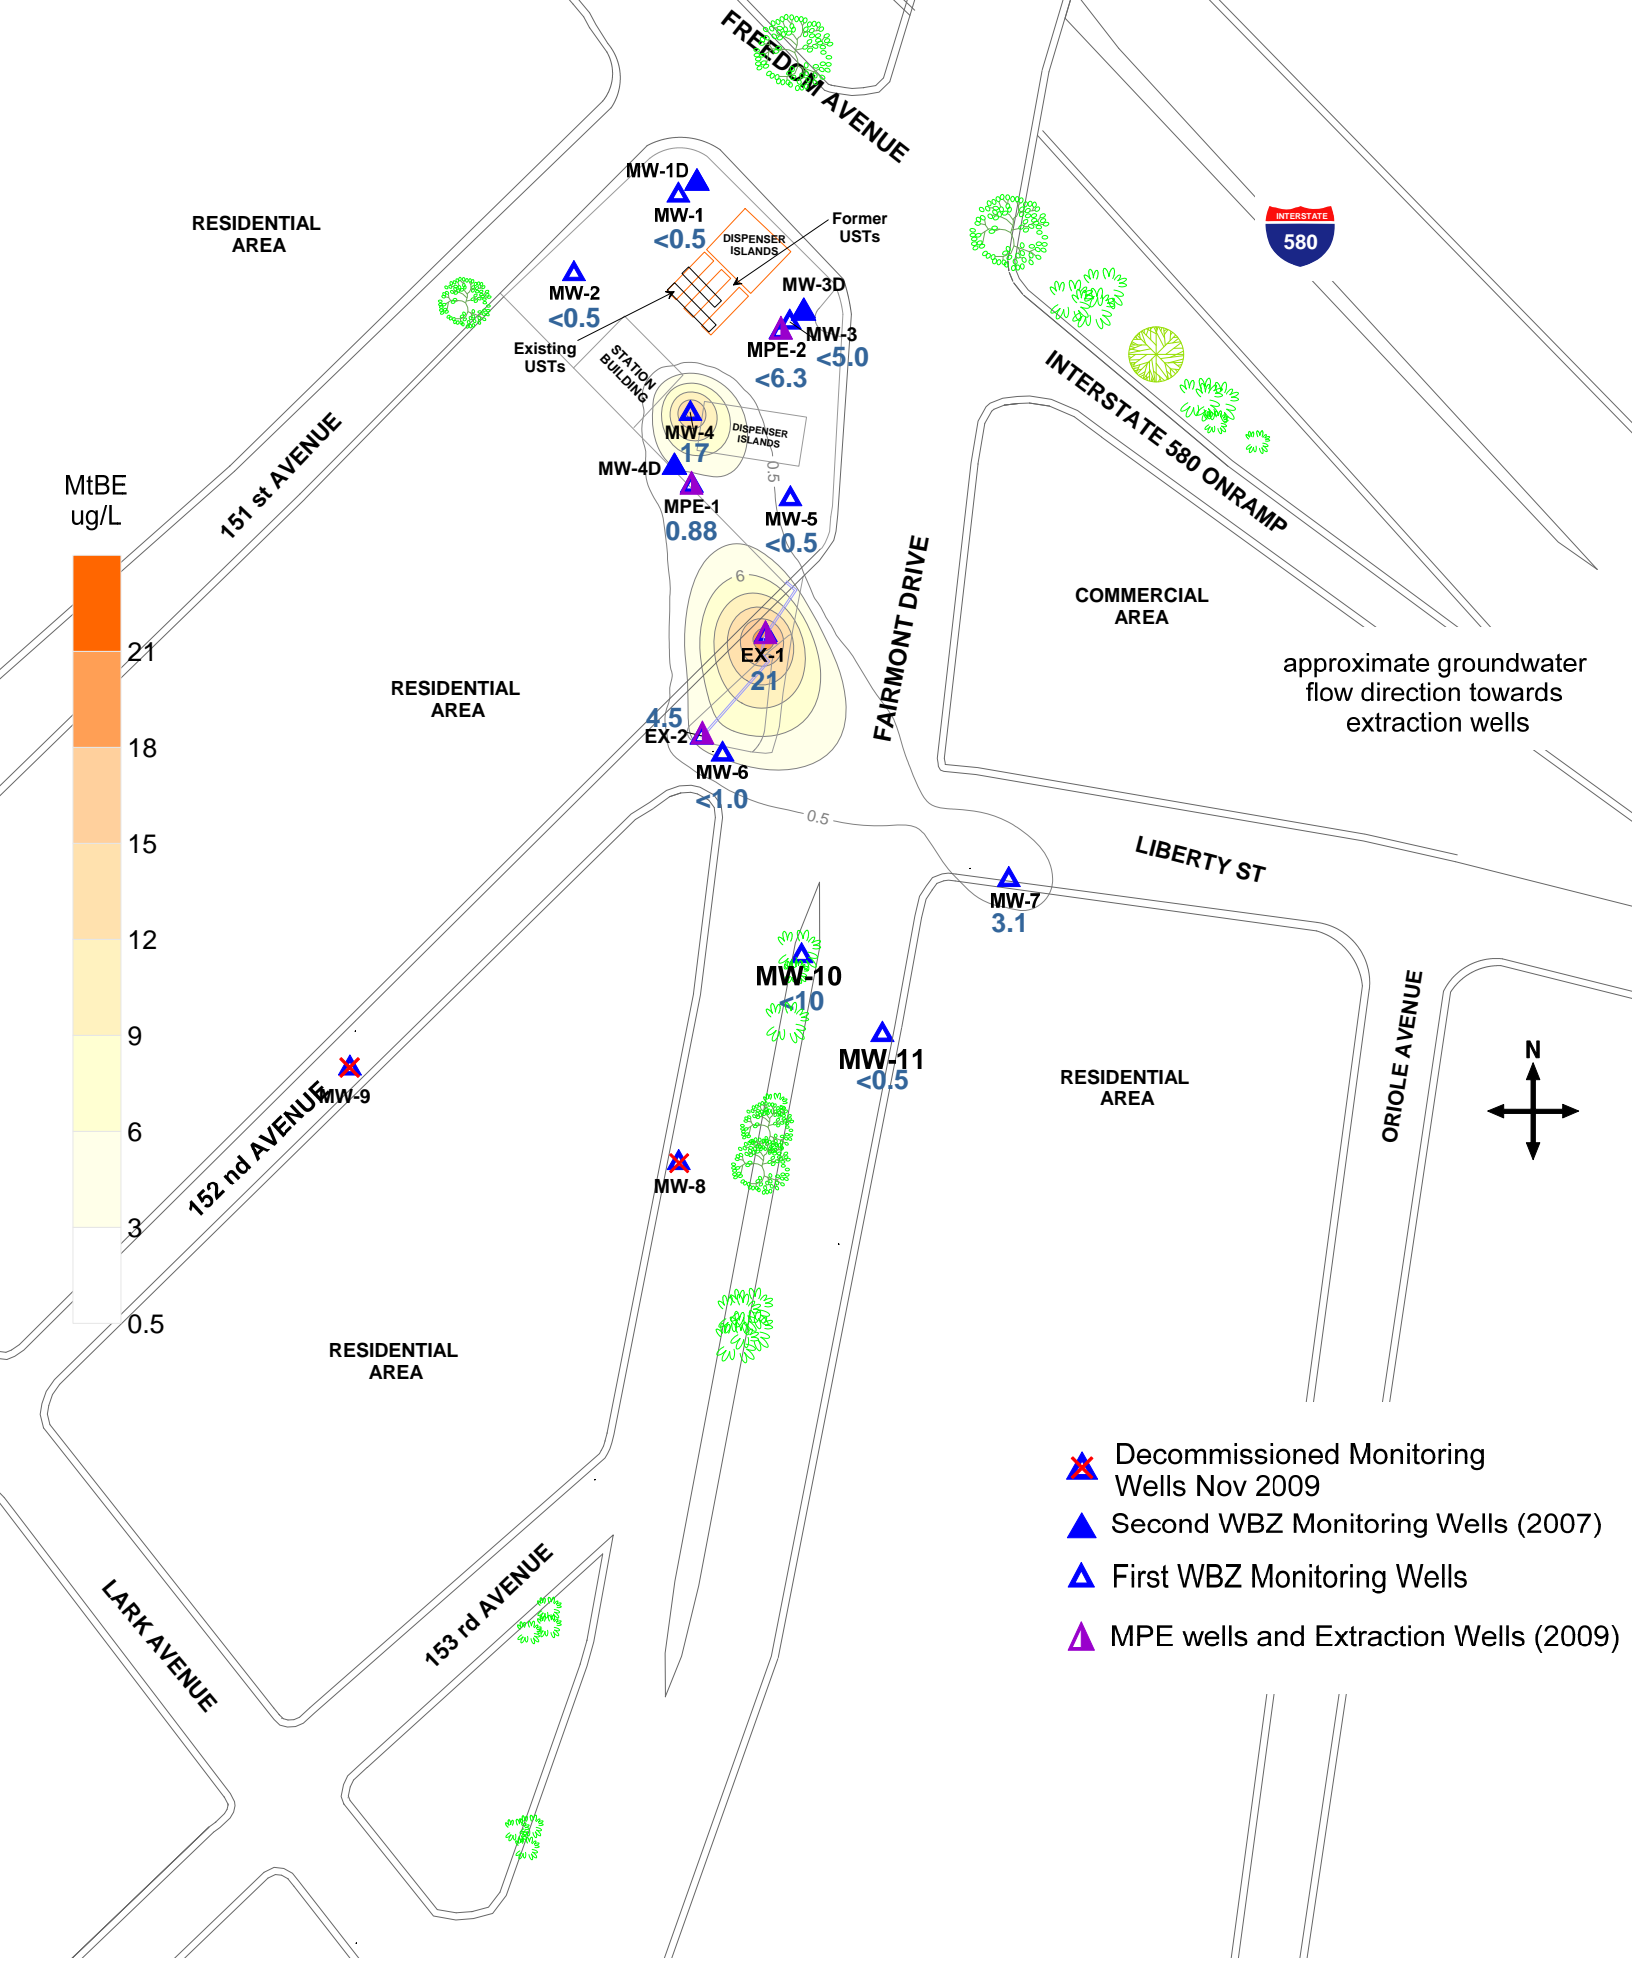 FREEDOM AVENUE
MW-1D
MW-1
<0.5
RESIDENTIAL
AREA
Former
USTs
DISPENSER
ISLANDS
INTERSTATE
580
MW-2
<0.5
MW-3D
MW-3
<5.0
MPE-2
<6.3
Existing
USTs
STATION
BUILDING
INTERSTATE 580 ONRAMP
MW-4
17
DISPENSER
ISLANDS
0.5
MW-4D
MPE-1
0.88
MW-5
<0.5
151 st AVENUE
MtBE
ug/L
21
18
15
12
9
6
3
0.5
6
FAIRMONT DRIVE
COMMERCIAL
AREA
EX-1
21
approximate groundwater
flow direction towards
extraction wells
RESIDENTIAL
AREA
4.5
EX-2
MW-6
<1.0
0.5
LIBERTY ST
MW-7
3.1
MW-10
<10
MW-11
<0.5
ORIOLE AVENUE
RESIDENTIAL
AREA
N
MW-9
152 nd AVENUE
MW-8
RESIDENTIAL
AREA
Decommissioned Monitoring
Wells Nov 2009
Second WBZ Monitoring Wells (2007)
First WBZ Monitoring Wells
MPE wells and Extraction Wells (2009)
LARK AVENUE
153 rd AVENUE